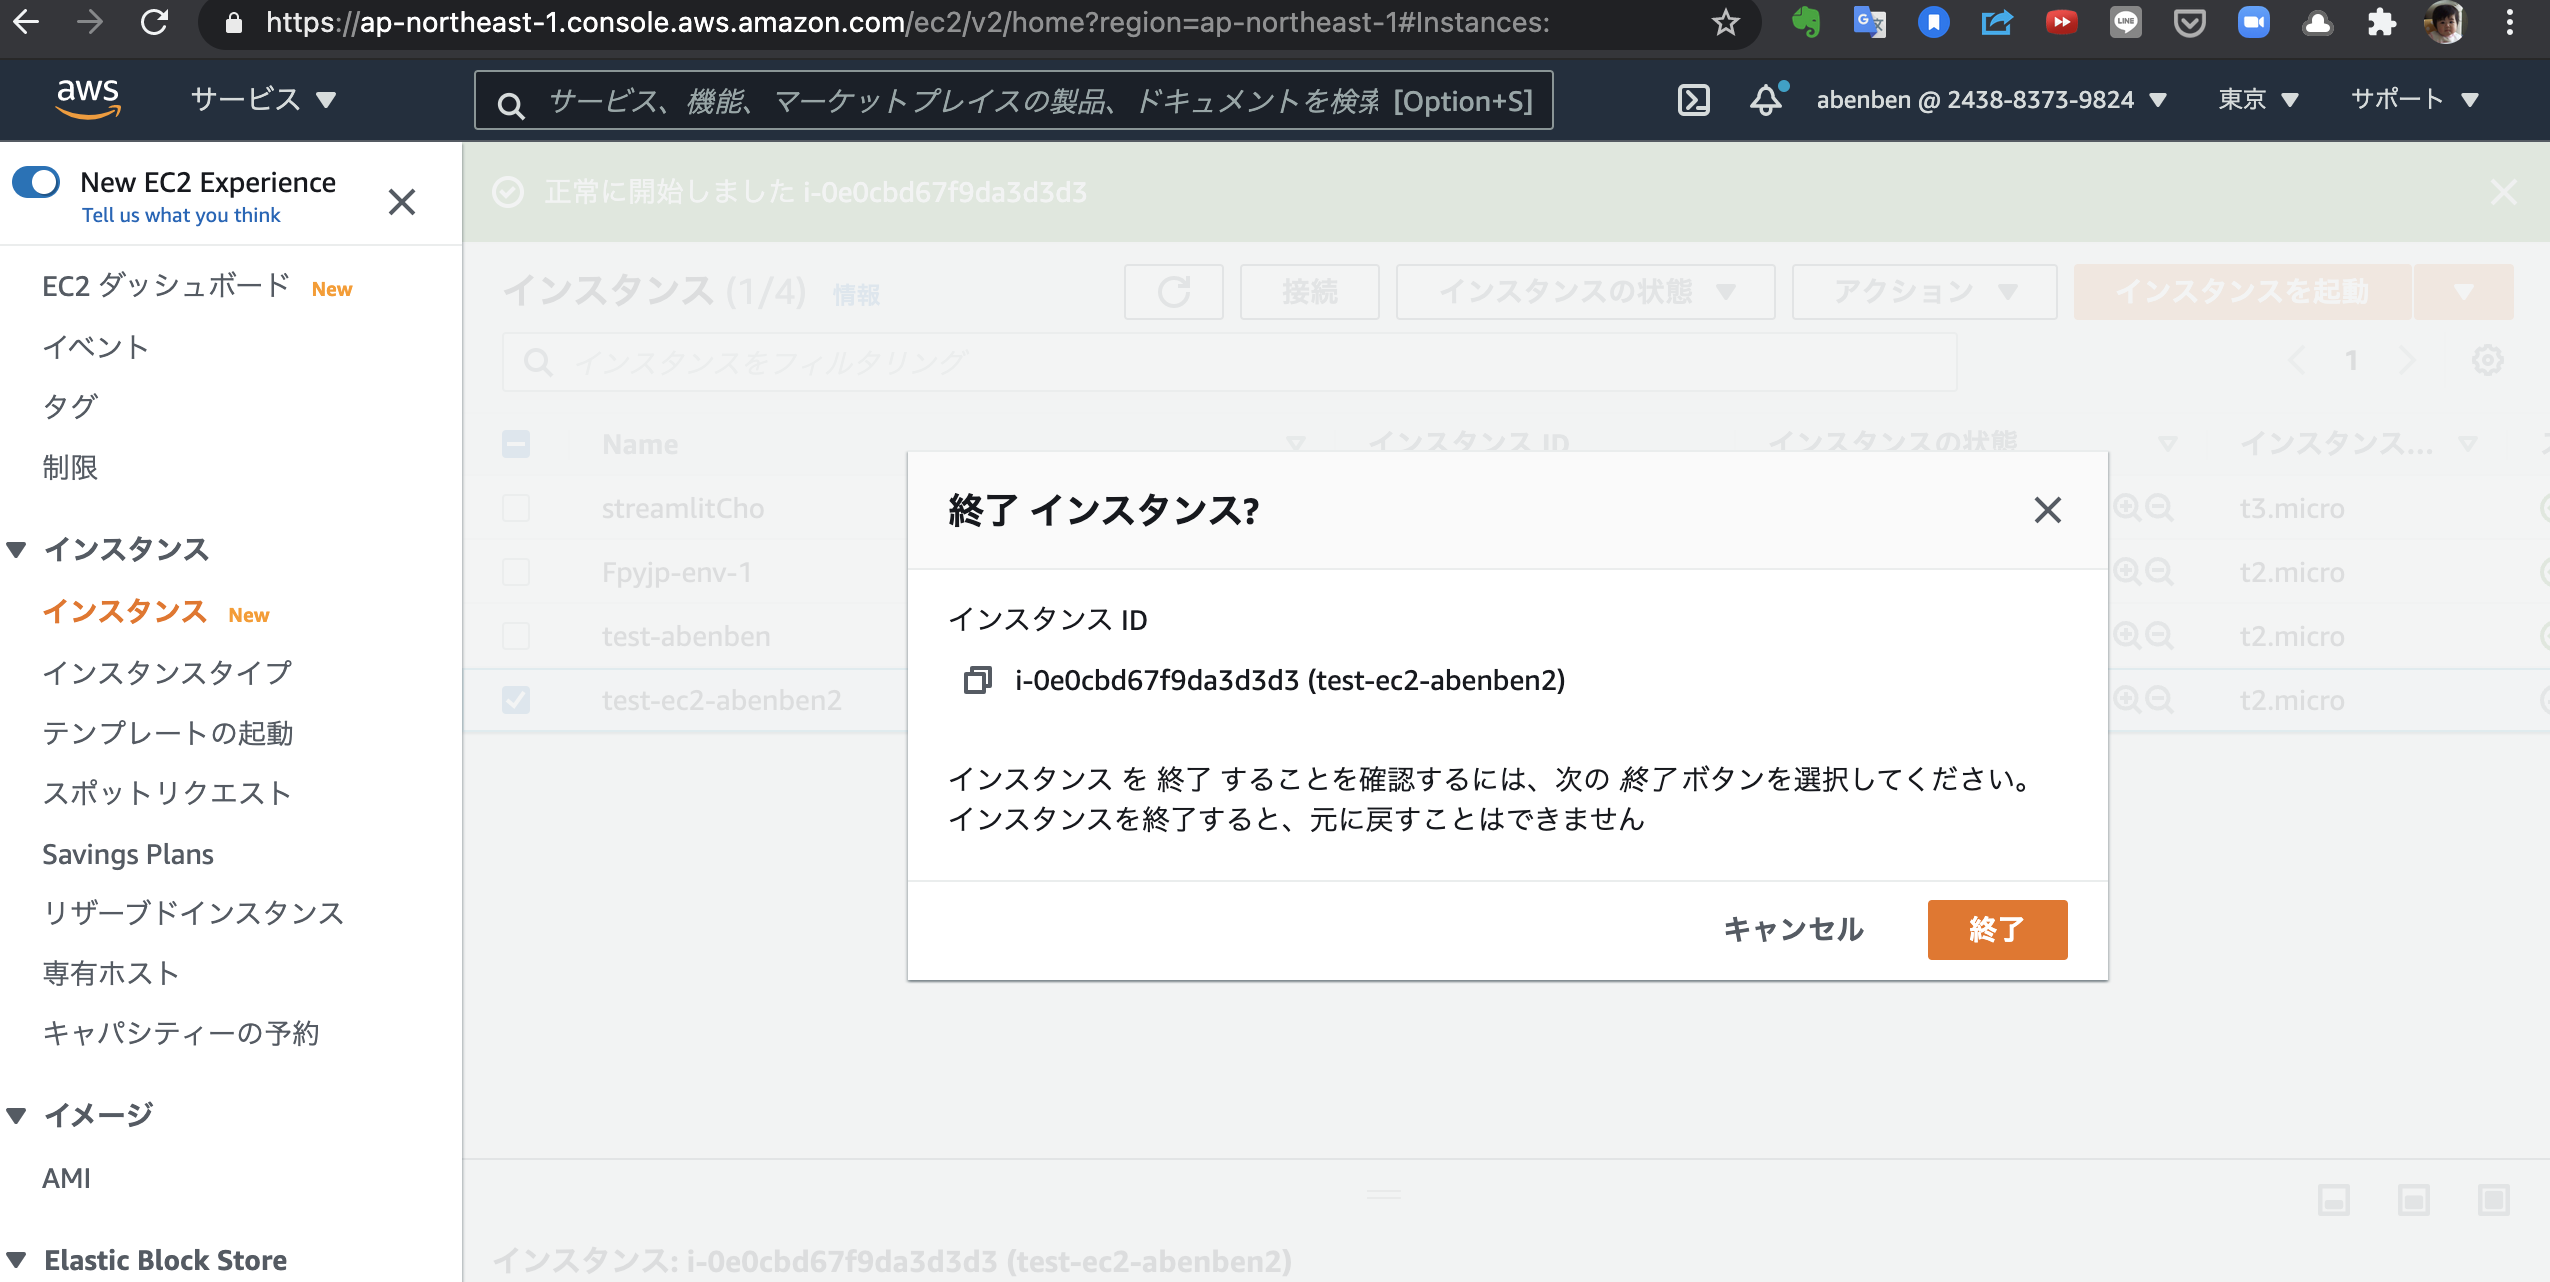 https://ap-northeast-1.console.aws.amazon.com/ec2/v2/home?region=ap-northeast-1#Instances:
aws
サービス
サービス、機能、マーケットプレイスの製品、ドキュメントを検索 [Option+S]
abenben @ 2438-8373-9824
東京
サポート
New EC2 Experience
Tell us what you think
EC2 ダッシュボード New
イベント
タグ
制限
インスタンス
インスタンス New
インスタンスタイプ
テンプレートの起動
スポットリクエスト
Savings Plans
リザーブドインスタンス
専有ホスト
キャパシティーの予約
イメージ
AMI
Elastic Block Store
正常に開始しました i-0e0cbd67f9da3d3d3
インスタンス (1/4) 情報
接続
インスタンスの状態
アクション
インスタンスを起動
インスタンスをフィルタリング
1
Name インスタンス ID インスタンスの状態 インスタンス...
streamlitCho t3.micro
Fpyjp-env-1 t2.micro
test-abenben t2.micro
test-ec2-abenben2 t2.micro
終了 インスタンス?
インスタンス ID
i-0e0cbd67f9da3d3d3 (test-ec2-abenben2)
インスタンス を 終了 することを確認するには、次の 終了 ボタンを選択してください。
インスタンスを終了すると、元に戻すことはできません
キャンセル
終了
インスタンス: i-0e0cbd67f9da3d3d3 (test-ec2-abenben2)